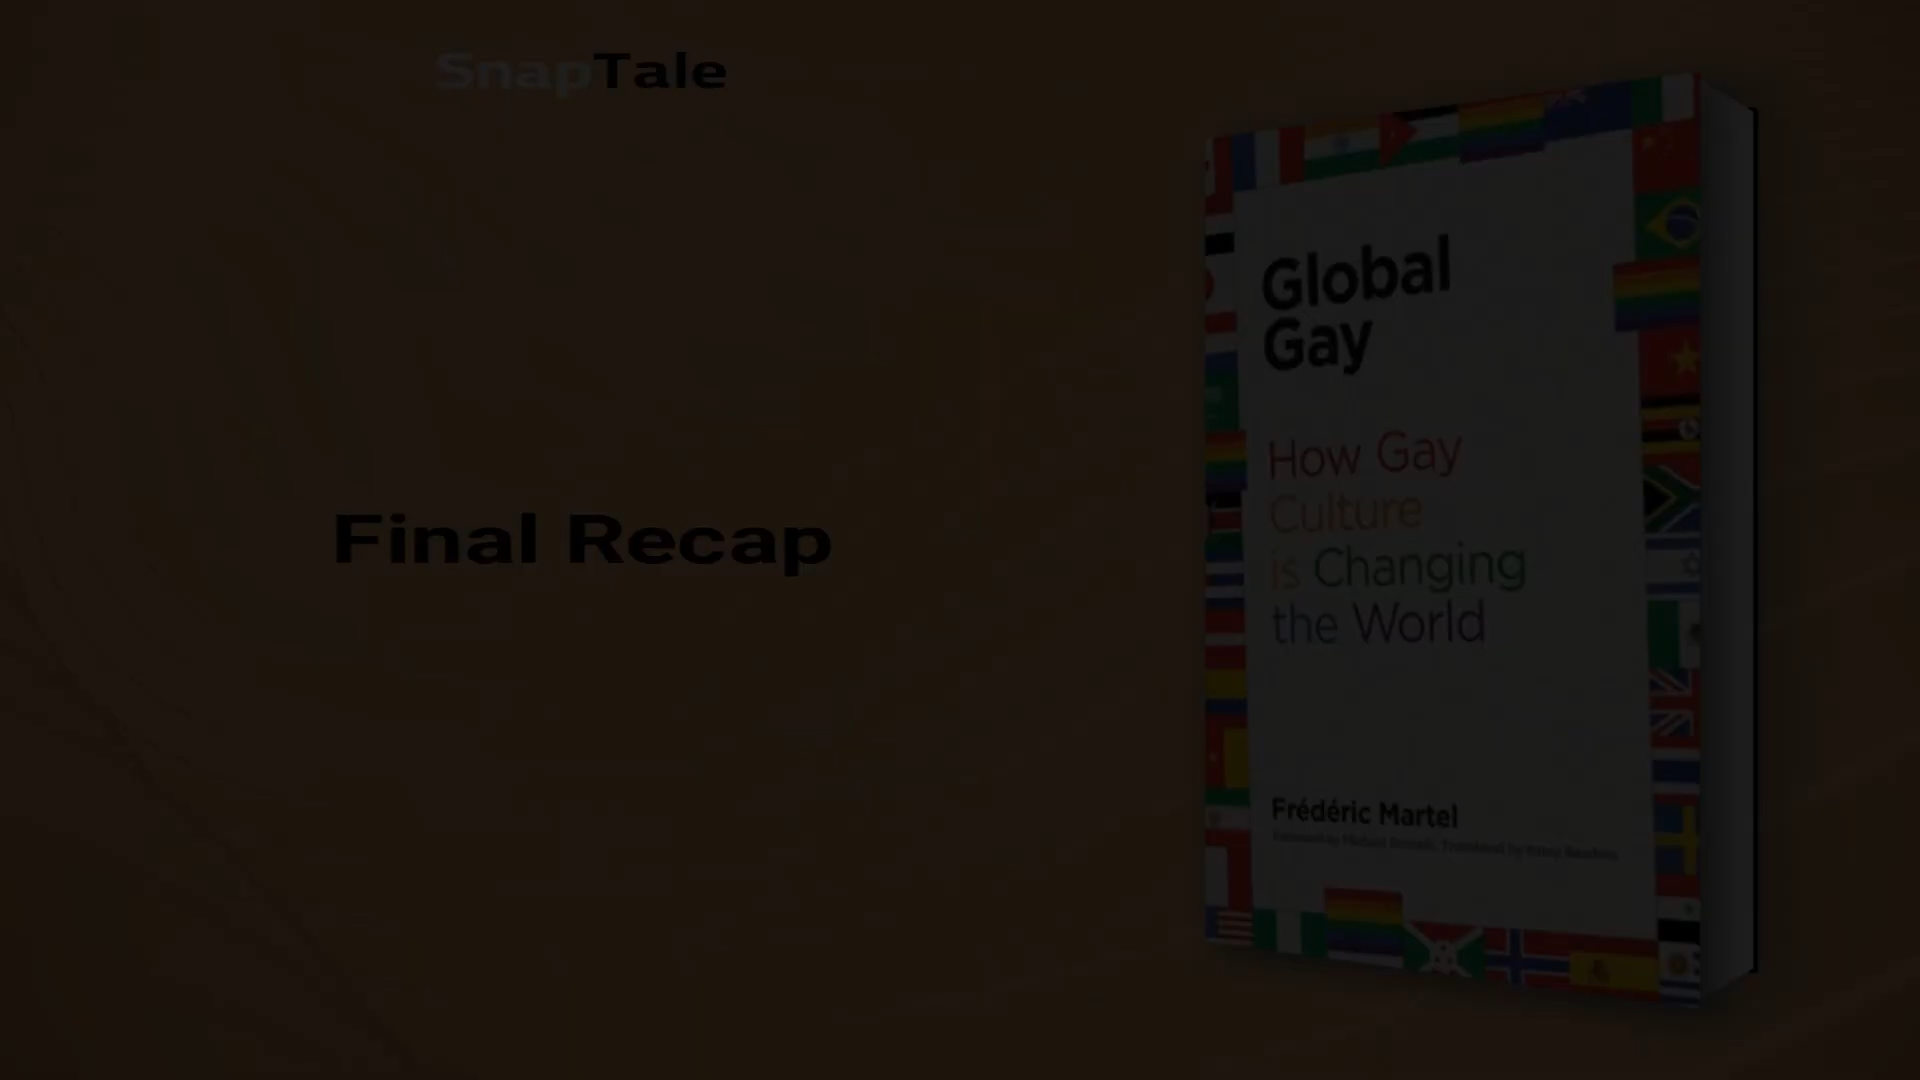 SnapTale
Final Recap
Global
Gay
How Gay
Culture
is Changing
the World
Frédéric Martel